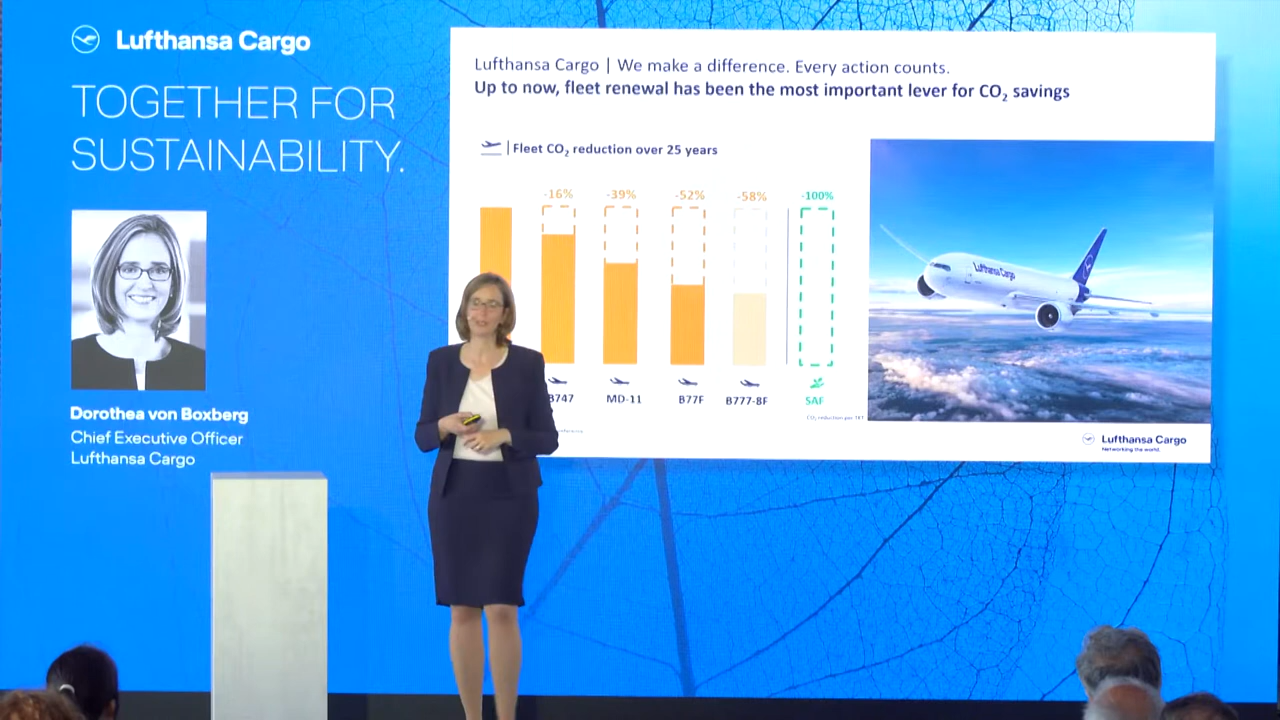 Lufthansa Cargo
TOGETHER FOR
SUSTAINABILITY.
Dorothea von Boxberg
Chief Executive Officer
Lufthansa Cargo
Lufthansa Cargo | We make a difference. Every action counts.
Up to now, fleet renewal has been the most important lever for CO₂ savings
Fleet CO₂ reduction over 25 years
-16% -39% -52% -58% -100%
B747 MD-11 B77F B777-8F SAF
CO₂ reduction per
Lufthansa Cargo
Lufthansa Cargo
Networking the world.